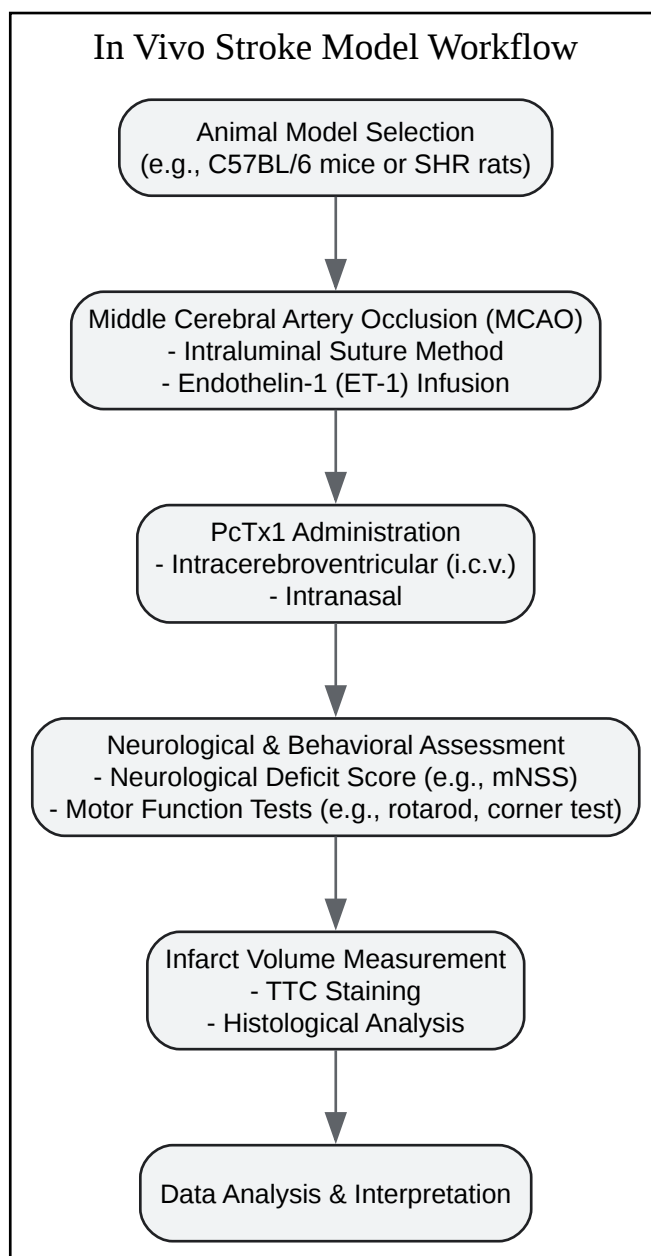 In Vivo Stroke Model Workflow
Animal Model Selection
(e.g., C57BL/6 mice or SHR rats)
Middle Cerebral Artery Occlusion (MCAO)
- Intraluminal Suture Method
- Endothelin-1 (ET-1) Infusion
PcTx1 Administration
- Intracerebroventricular (i.c.v.)
- Intranasal
Neurological & Behavioral Assessment
- Neurological Deficit Score (e.g., mNSS)
- Motor Function Tests (e.g., rotarod, corner test)
Infarct Volume Measurement
- TTC Staining
- Histological Analysis
Data Analysis & Interpretation